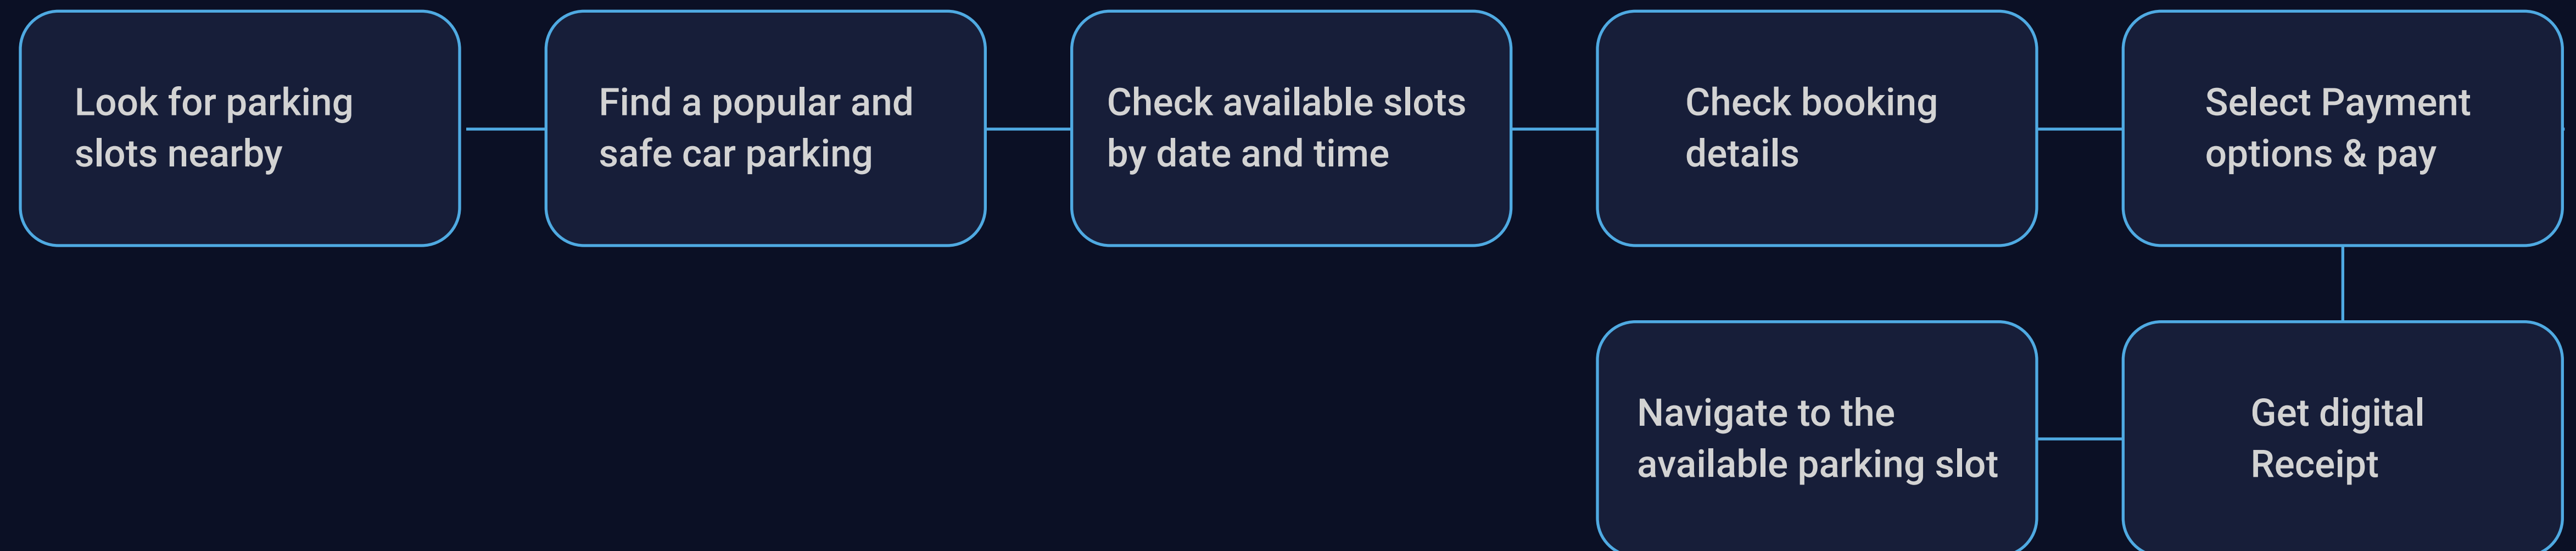 Look for parking
slots nearby
Find a popular and
safe car parking
Check available slots
by date and time
Check booking
details
Select Payment
options & pay
Navigate to the
available parking slot
Get digital
Receipt